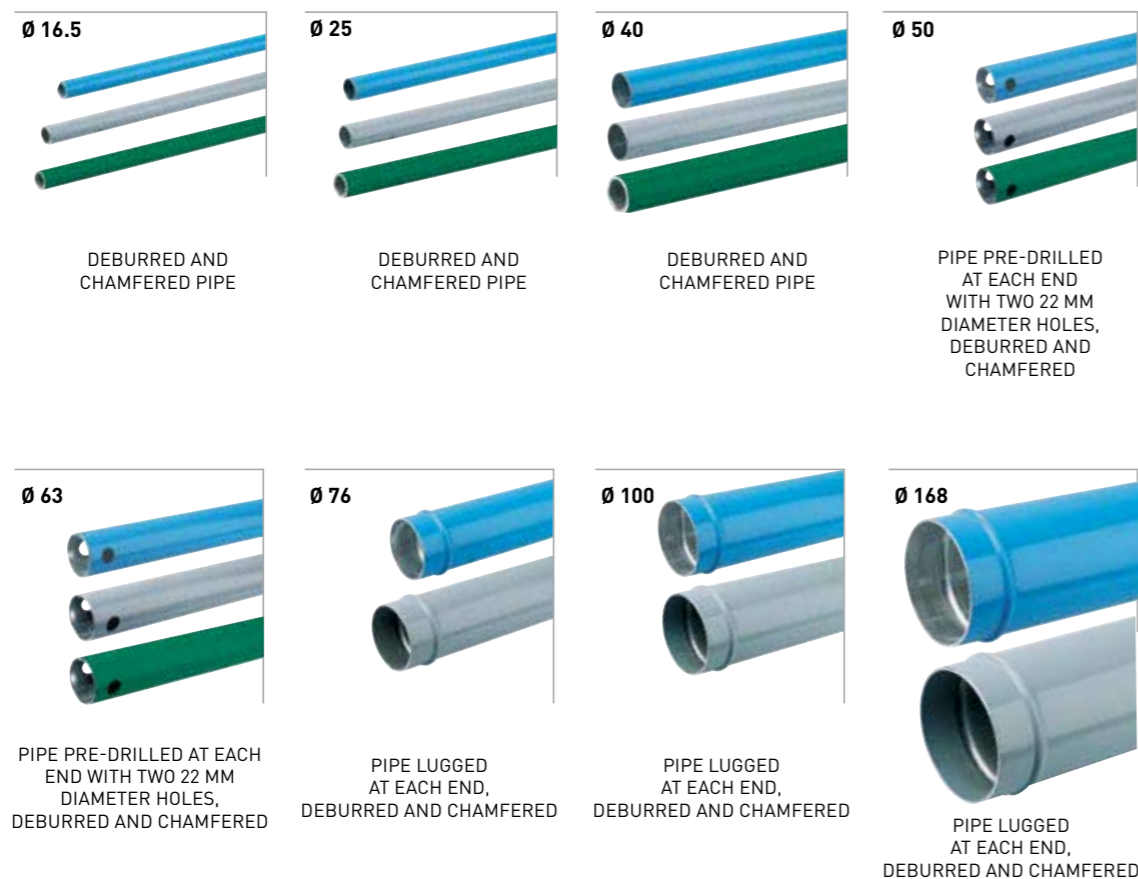 Ø 16.5
DEBURRED AND
CHAMFERED PIPE
Ø 25
DEBURRED AND
CHAMFERED PIPE
Ø 40
DEBURRED AND
CHAMFERED PIPE
Ø 50
PIPE PRE-DRILLED
AT EACH END
WITH TWO 22 MM
DIAMETER HOLES,
DEBURRED AND
CHAMFERED
Ø 63
PIPE PRE-DRILLED AT EACH
END WITH TWO 22 MM
DIAMETER HOLES,
DEBURRED AND CHAMFERED
Ø 76
PIPE LUGGED
AT EACH END,
DEBURRED AND CHAMFERED
Ø 100
PIPE LUGGED
AT EACH END,
DEBURRED AND CHAMFERED
Ø 168
PIPE LUGGED
AT EACH END,
DEBURRED AND CHAMFERED